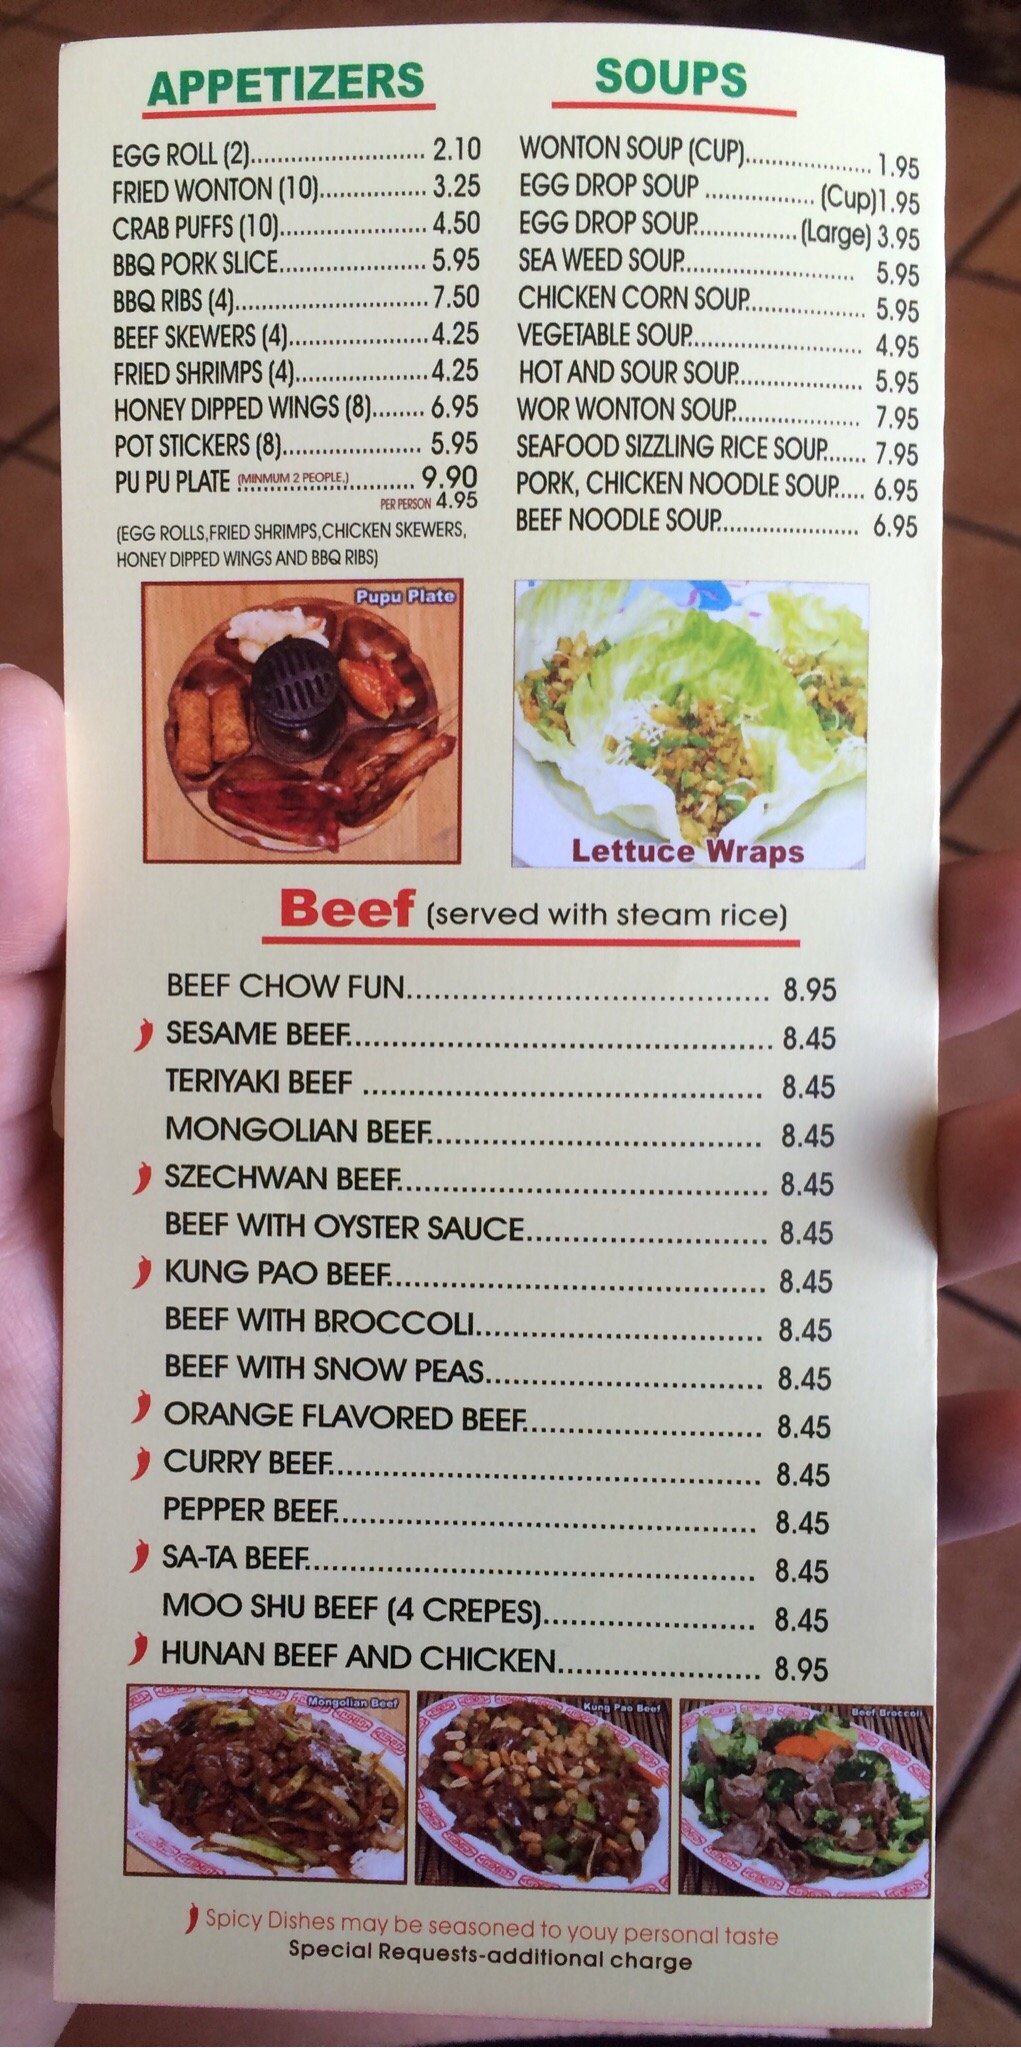 APPETIZERS
EGG ROLL (2)........................... 2.10
FRIED WONTON (10)................. 3.25
CRAB PUFFS (10)....................... 4.50
BBQ PORK SLICE....................... 5.95
BBQ RIBS (4)..............................7.50
BEEF SKEWERS (4)......................4.25
FRIED SHRIMPS (4).....................4.25
HONEY DIPPED WINGS (8)........ 6.95
POT STICKERS (8)...................... 5.95
PU PU PLATE (MINMUM 2 PEOPLE.) 9.90
PER PERSON 4.95
(EGG ROLLS,FRIED SHRIMPS,CHICKEN SKEWERS,
HONEY DIPPED WINGS AND BBQ RIBS)
SOUPS
WONTON SOUP (CUP).................... 1.95
EGG DROP SOUP ................. (Cup)1.95
EGG DROP SOUP................(Large) 3.95
SEA WEED SOUP........................... 5.95
CHICKEN CORN SOUP.................. 5.95
VEGETABLE SOUP.......................... 4.95
HOT AND SOUR SOUP................... 5.95
WOR WONTON SOUP................... 7.95
SEAFOOD SIZZLING RICE SOUP...... 7.95
PORK, CHICKEN NOODLE SOUP..... 6.95
BEEF NOODLE SOUP..................... 6.95
Pupu Plate
Lettuce Wraps
Beef (served with steam rice)
BEEF CHOW FUN....................................... 8.95
SESAME BEEF.............................................. 8.45
TERIYAKI BEEF ........................................... 8.45
MONGOLIAN BEEF.................................... 8.45
SZECHWAN BEEF........................................ 8.45
BEEF WITH OYSTER SAUCE.......................... 8.45
KUNG PAO BEEF......................................... 8.45
BEEF WITH BROCCOLI............................... 8.45
BEEF WITH SNOW PEAS.............................. 8.45
ORANGE FLAVORED BEEF.......................... 8.45
CURRY BEEF............................................... 8.45
PEPPER BEEF.............................................. 8.45
SA-TA BEEF................................................ 8.45
MOO SHU BEEF (4 CREPES)....................... 8.45
HUNAN BEEF AND CHICKEN...................... 8.95
Mongolian Beef
Kung Pao Beef
Beef Broccoli
Spicy Dishes may be seasoned to youy personal taste
Special Requests-additional charge